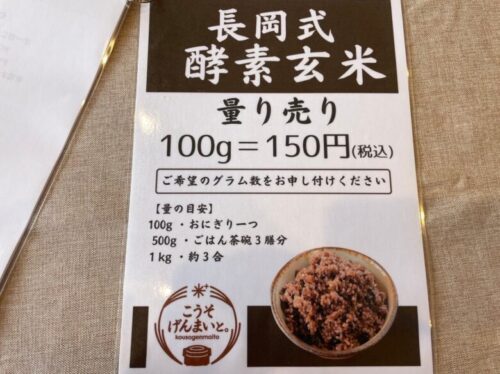 長岡式
酵素玄米
量り売り
100g＝150円(税込)
ご希望のグラム数をお申し付けください
【量の目安】
100g ・おにぎり一つ
500g ・ごはん茶碗３膳分
1kg ・約３合
米
こうそ
げんまいと。
kousogenmaito